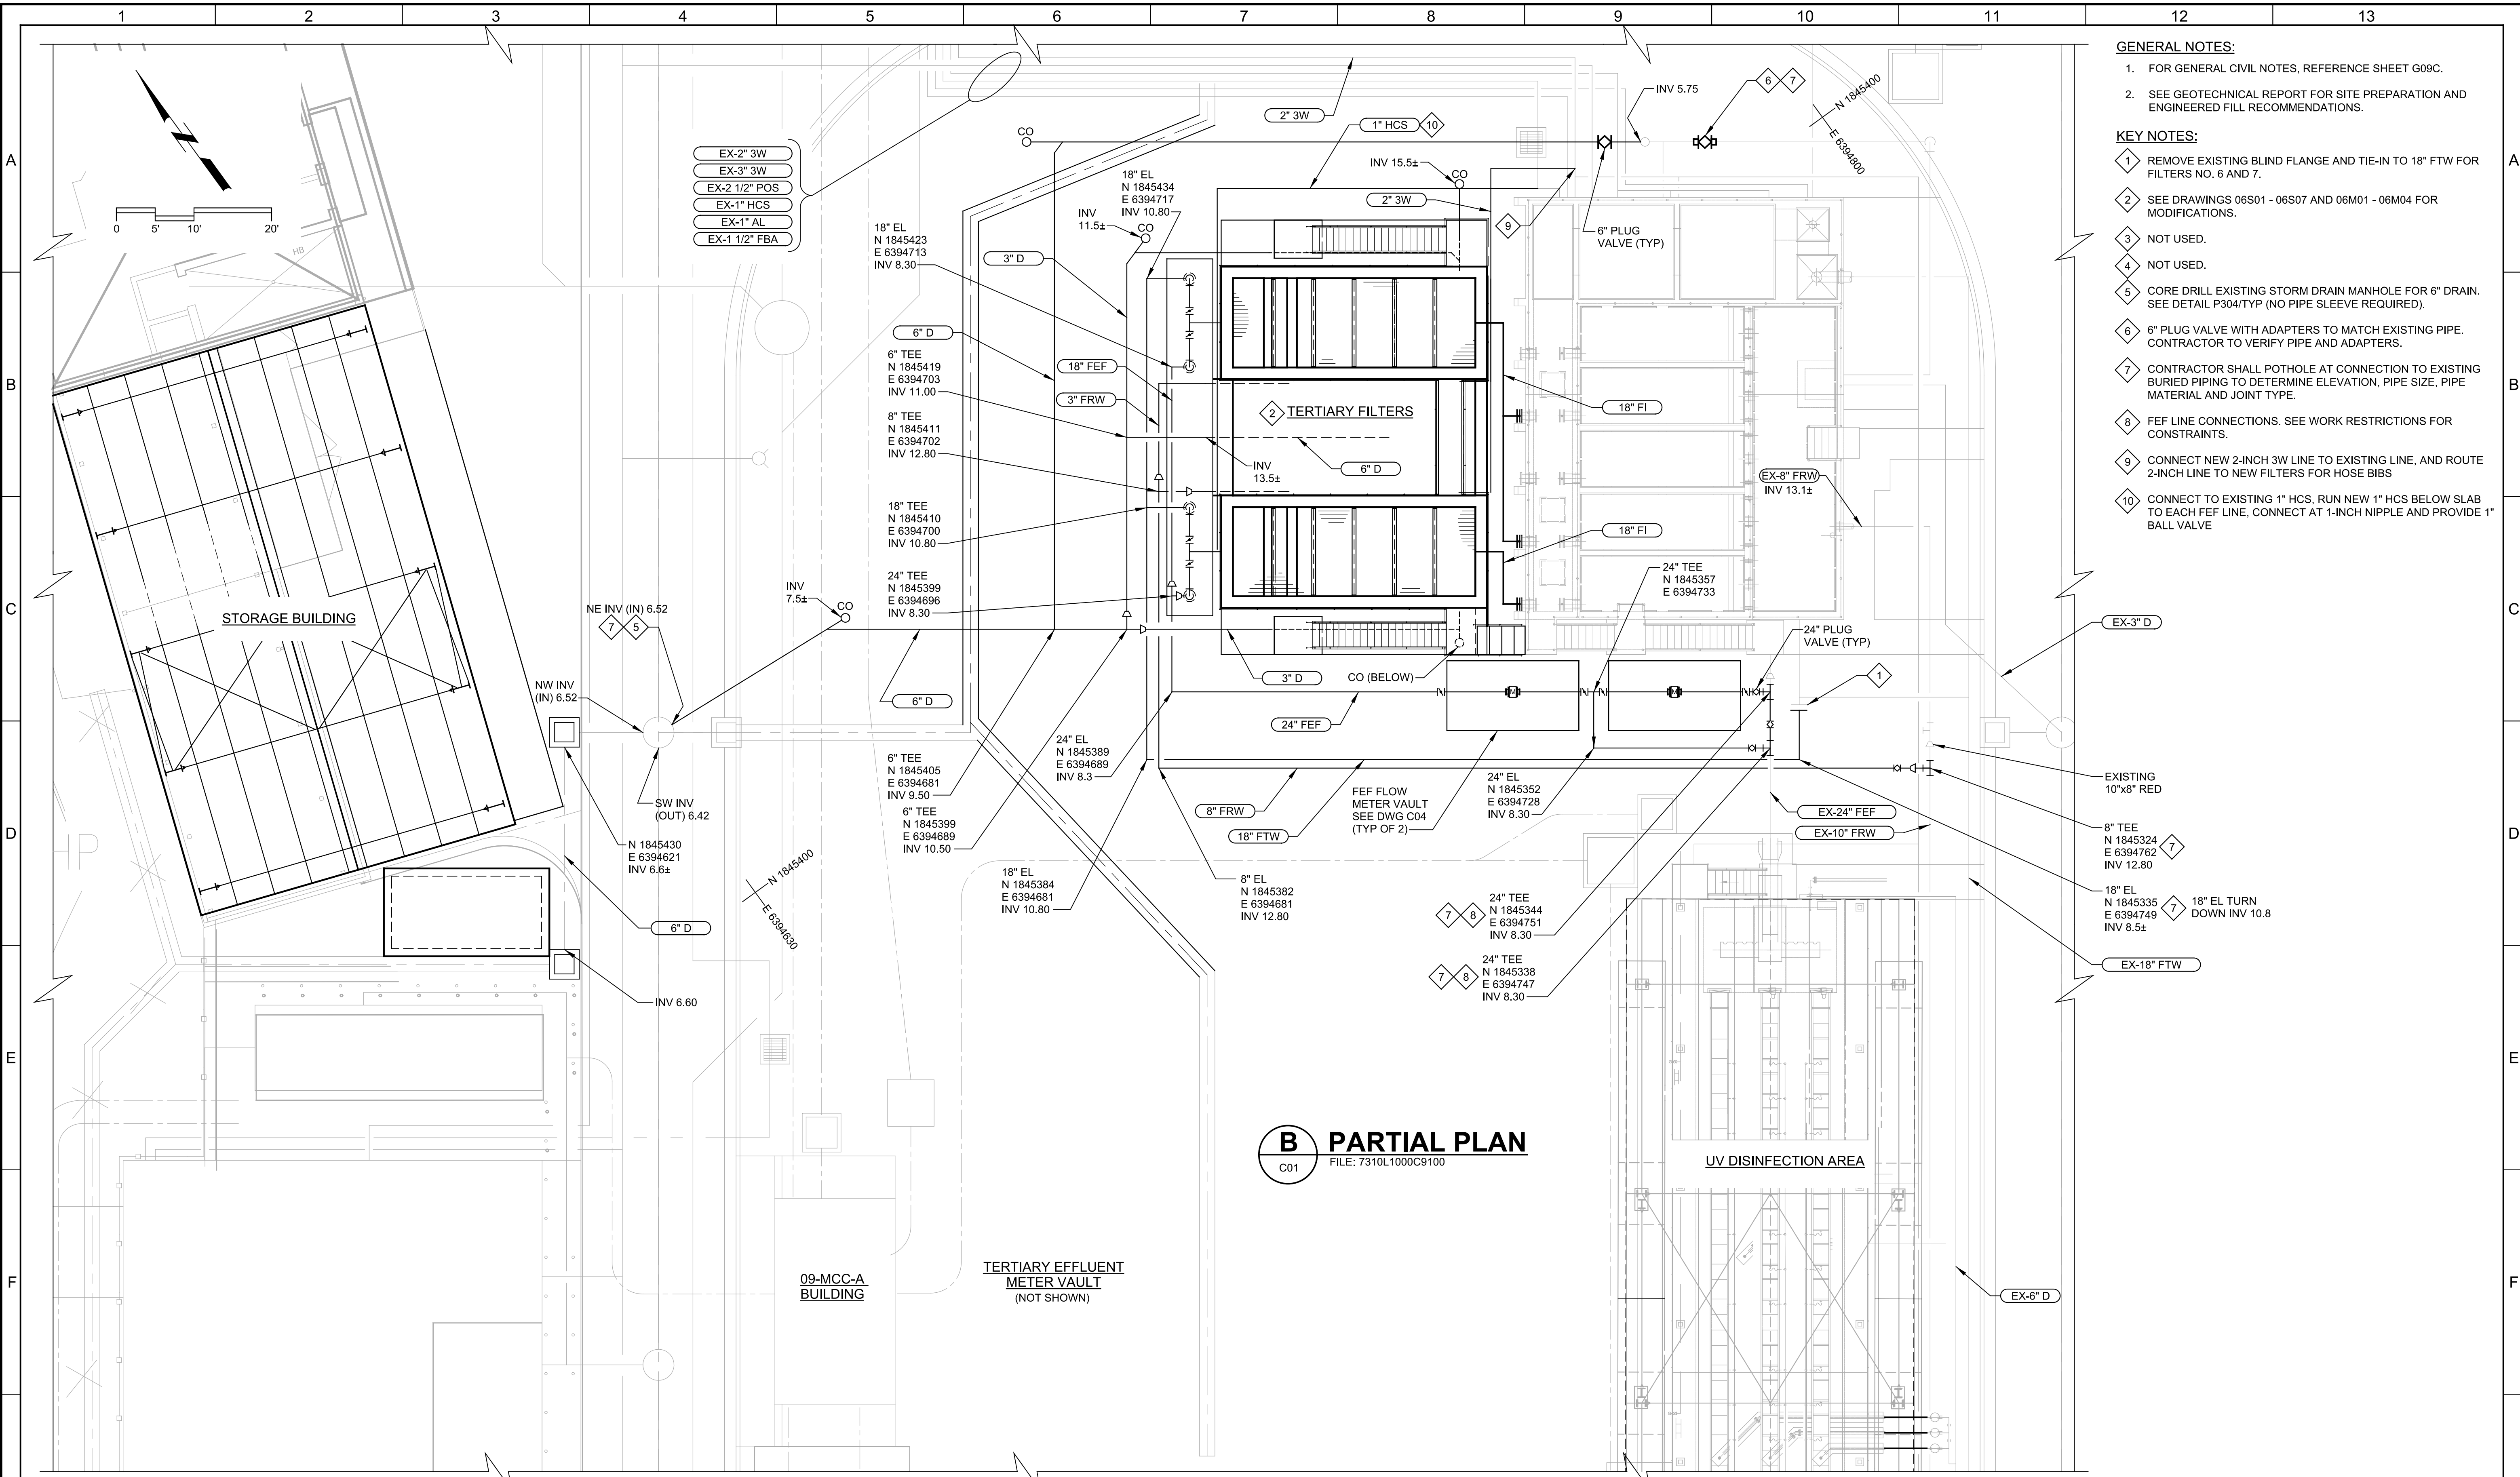 1 2 3 4 5 6 7 8 9 10 11 12 13
A
B
C
D
E
F
A
B
C
D
E
F
GENERAL NOTES:
1. FOR GENERAL CIVIL NOTES, REFERENCE SHEET G09C.
2. SEE GEOTECHNICAL REPORT FOR SITE PREPARATION AND
ENGINEERED FILL RECOMMENDATIONS.
KEY NOTES:
1 REMOVE EXISTING BLIND FLANGE AND TIE-IN TO 18" FTW FOR
FILTERS NO. 6 AND 7.
2 SEE DRAWINGS 06S01 - 06S07 AND 06M01 - 06M04 FOR
MODIFICATIONS.
3 NOT USED.
4 NOT USED.
5 CORE DRILL EXISTING STORM DRAIN MANHOLE FOR 6" DRAIN.
SEE DETAIL P304/TYP (NO PIPE SLEEVE REQUIRED).
6 6" PLUG VALVE WITH ADAPTERS TO MATCH EXISTING PIPE.
CONTRACTOR TO VERIFY PIPE AND ADAPTERS.
7 CONTRACTOR SHALL POTHOLE AT CONNECTION TO EXISTING
BURIED PIPING TO DETERMINE ELEVATION, PIPE SIZE, PIPE
MATERIAL AND JOINT TYPE.
8 FEF LINE CONNECTIONS. SEE WORK RESTRICTIONS FOR
CONSTRAINTS.
9 CONNECT NEW 2-INCH 3W LINE TO EXISTING LINE, AND ROUTE
2-INCH LINE TO NEW FILTERS FOR HOSE BIBS
10 CONNECT TO EXISTING 1" HCS, RUN NEW 1" HCS BELOW SLAB
TO EACH FEF LINE, CONNECT AT 1-INCH NIPPLE AND PROVIDE 1"
BALL VALVE
0 5' 10' 20'
HB
EX-2" 3W
EX-3" 3W
EX-2 1/2" POS
EX-1" HCS
EX-1" AL
EX-1 1/2" FBA
CO
2" 3W
1" HCS 10
INV 5.75
6 7
N 1845400
E 6394800
INV 15.5±
CO
2" 3W
9
6" PLUG
VALVE (TYP)
18" EL
N 1845434
E 6394717
INV 10.80
INV
11.5±
CO
18" EL
N 1845423
E 6394713
INV 8.30
3" D
6" D
6" TEE
N 1845419
E 6394703
INV 11.00
18" FEF
3" FRW
8" TEE
N 1845411
E 6394702
INV 12.80
2 TERTIARY FILTERS
18" FI
INV
13.5±
6" D
EX-8" FRW
INV 13.1±
18" TEE
N 1845410
E 6394700
INV 10.80
18" FI
24" TEE
N 1845399
E 6394696
INV 8.30
24" TEE
N 1845357
E 6394733
INV
7.5±
CO
STORAGE BUILDING
NE INV (IN) 6.52
7 5
24" PLUG
VALVE (TYP)
EX-3" D
NW INV
(IN) 6.52
6" D
3" D
CO (BELOW)
M
M
1
24" FEF
24" EL
N 1845389
E 6394689
INV 8.3
6" TEE
N 1845405
E 6394681
INV 9.50
6" TEE
N 1845399
E 6394689
INV 10.50
SW INV
(OUT) 6.42
N 1845430
E 6394621
INV 6.6±
8" FRW
18" FTW
FEF FLOW
METER VAULT
SEE DWG C04
(TYP OF 2)
24" EL
N 1845352
E 6394728
INV 8.30
EX-24" FEF
EX-10" FRW
EXISTING
10"x8" RED
8" TEE
N 1845324
E 6394762
INV 12.80
7
N 1845400
E 6394630
18" EL
N 1845384
E 6394681
INV 10.80
8" EL
N 1845382
E 6394681
INV 12.80
7 8
24" TEE
N 1845344
E 6394751
INV 8.30
18" EL
N 1845335
E 6394749
INV 8.5±
7
18" EL TURN
DOWN INV 10.8
6" D
7 8
24" TEE
N 1845338
E 6394747
INV 8.30
EX-18" FTW
INV 6.60
B
C01
PARTIAL PLAN
FILE: 7310L1000C9100
UV DISINFECTION AREA
09-MCC-A
BUILDING
TERTIARY EFFLUENT
METER VAULT
(NOT SHOWN)
EX-6" D